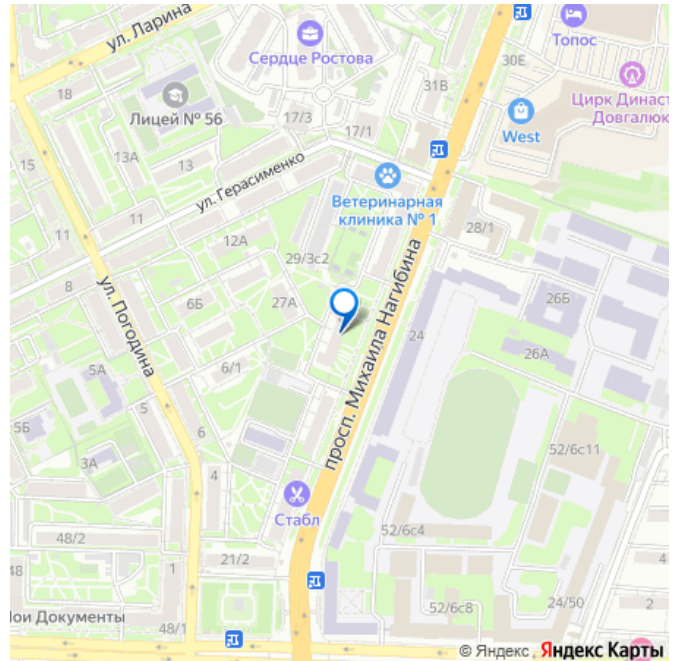 ул. Ларина
Сердце Ростова
Топос
30Е
31В
Цирк Династ
Довгалюк
18
Лицей № 56
17/3
17/1
West
15
13А
13
ул. Герасименко
Ветеринарная
клиника № 1
11
11
12А
28/1
29/3с2
8
6Б
27А
26Б
ул. Погодина
просп. Михаила Нагибина
24
26А
5А
6/1
5
5Б
6
3А
4
52/6с11
Стабл
48/2
21/2
52/6с4
4
48
1
Мои Документы
48/1
52/6с8
24/50
2
© Яндекс Яндекс Карты